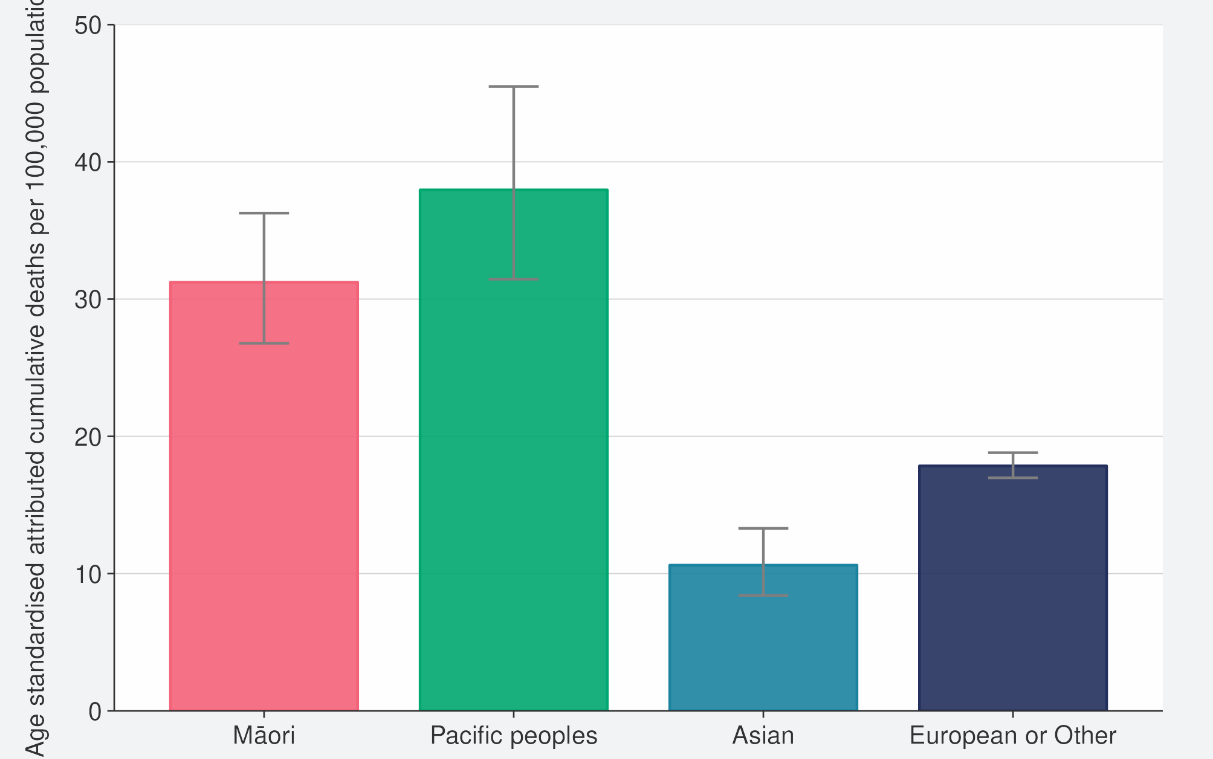 Age standardised attributed cumulative deaths per 100,000 populatio
50
40
30
20
10
0
Māori
Pacific peoples
Asian
European or Other